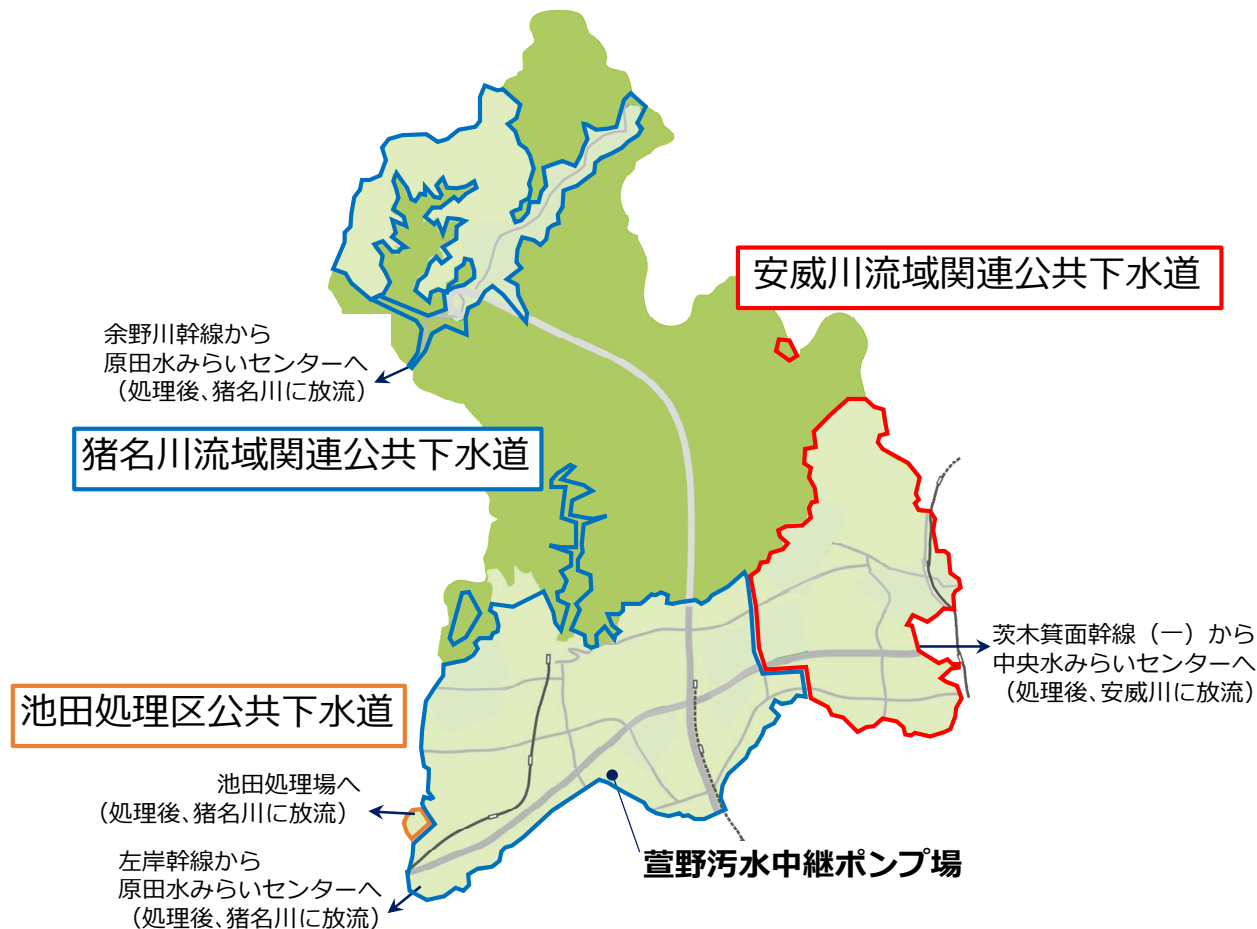 安威川流域関連公共下水道
余野川幹線から
原田水みらいセンターへ
（処理後、猪名川に放流）
猪名川流域関連公共下水道
茨木箕面幹線（一）から
中央水みらいセンターへ
（処理後、安威川に放流）
池田処理区公共下水道
池田処理場へ
（処理後、猪名川に放流）
左岸幹線から
原田水みらいセンターへ
（処理後、猪名川に放流）
萱野汚水中継ポンプ場